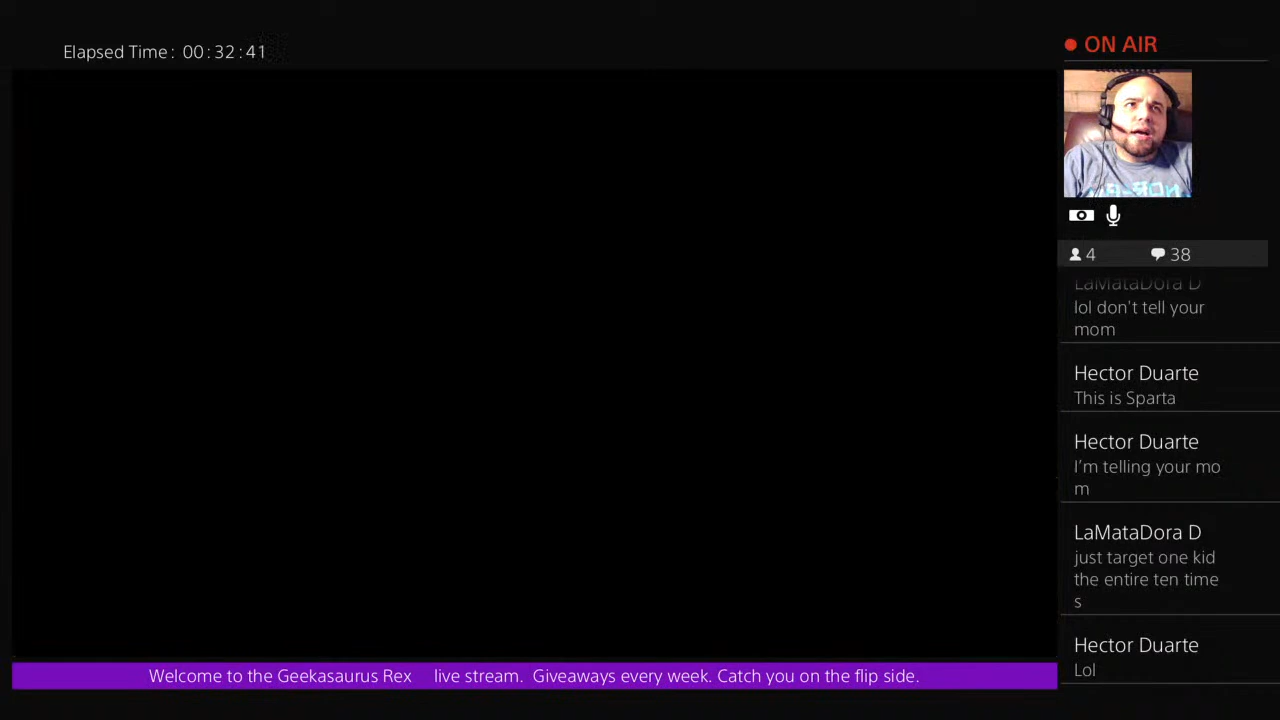 Elapsed Time: 00:32:41
ON AIR
4 38
LaMataDora D
lol don't tell your
mom
Hector Duarte
This is Sparta
Hector Duarte
I'm telling your mo
m
LaMataDora D
just target one kid
the entire ten time
s
Hector Duarte
Lol
Welcome to the Geekasaurus Rex live stream. Giveaways every week. Catch you on the flip side.